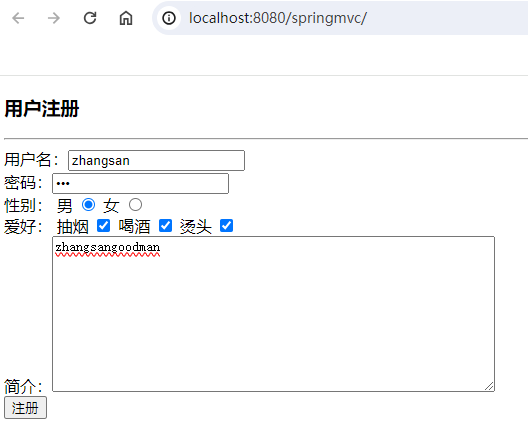 localhost:8080/springmvc/
用户注册
用户名：zhangsan
密码：•••
性别： 男 女
爱好： 抽烟 喝酒 烫头
zhangsangoodman
简介：
注册